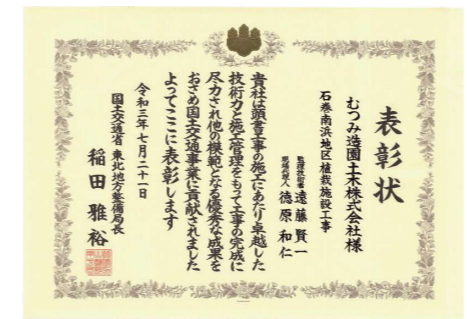 表彰状
むつみ造園土木株式会社様
石巻南浜地区植栽施設工事
監理技術者 遠藤賢一
現場代理人 徳原和仁
貴社は頭書工事の施工にあたり卓越した
技術力と施工管理をもって工事の完成に
尽力され他の模範となる優秀な成果を
おさめ国土交通事業に貢献されました
よってここに表彰します
令和三年七月二十一日
国土交通省 東北地方整備局長
稲田雅裕